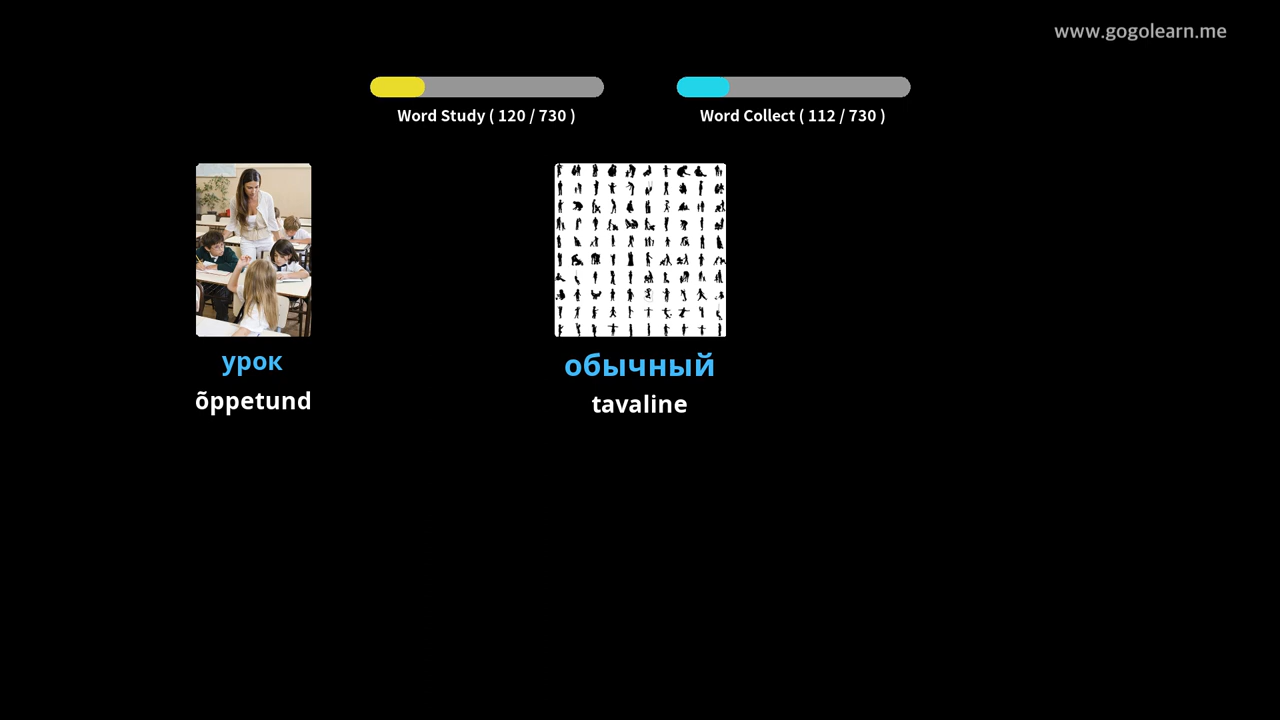 www.gogolearn.me
Word Study ( 120 / 730 )
Word Collect ( 112 / 730 )
урок
õppetund
обычный
tavaline